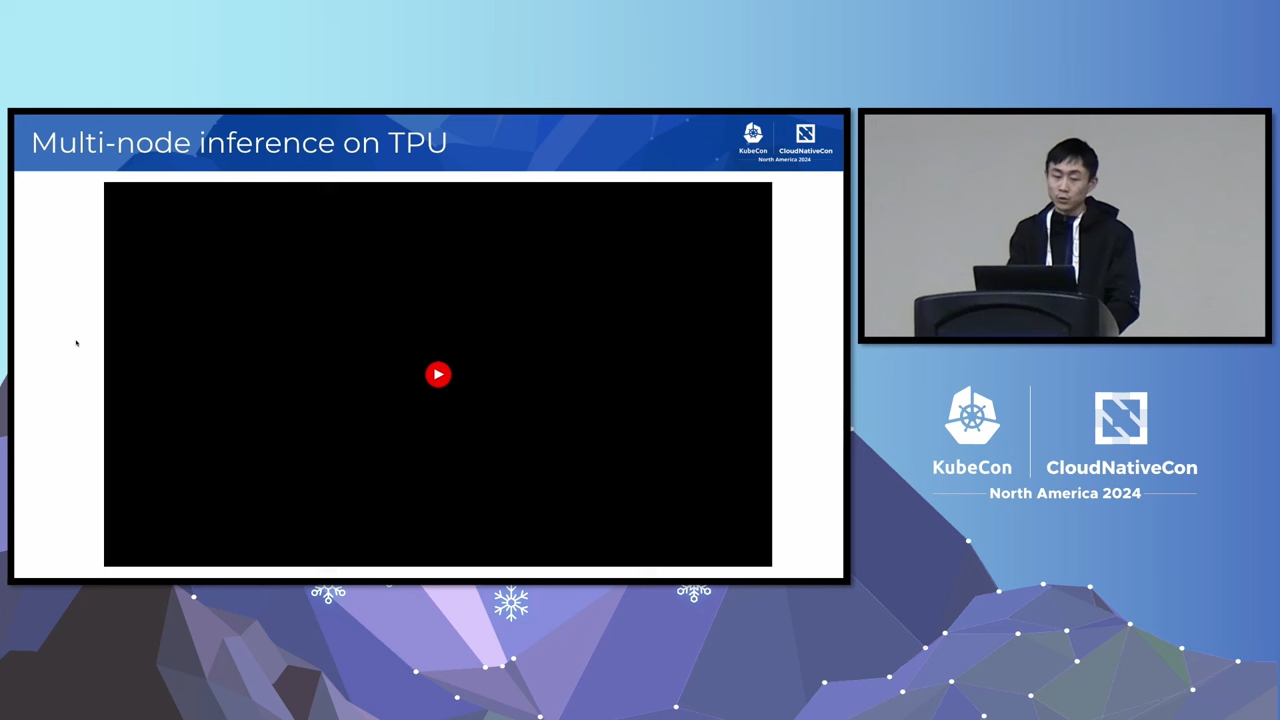 Multi-node inference on TPU
KubeCon
CloudNativeCon
North America 2024
KubeCon
CloudNativeCon
North America 2024